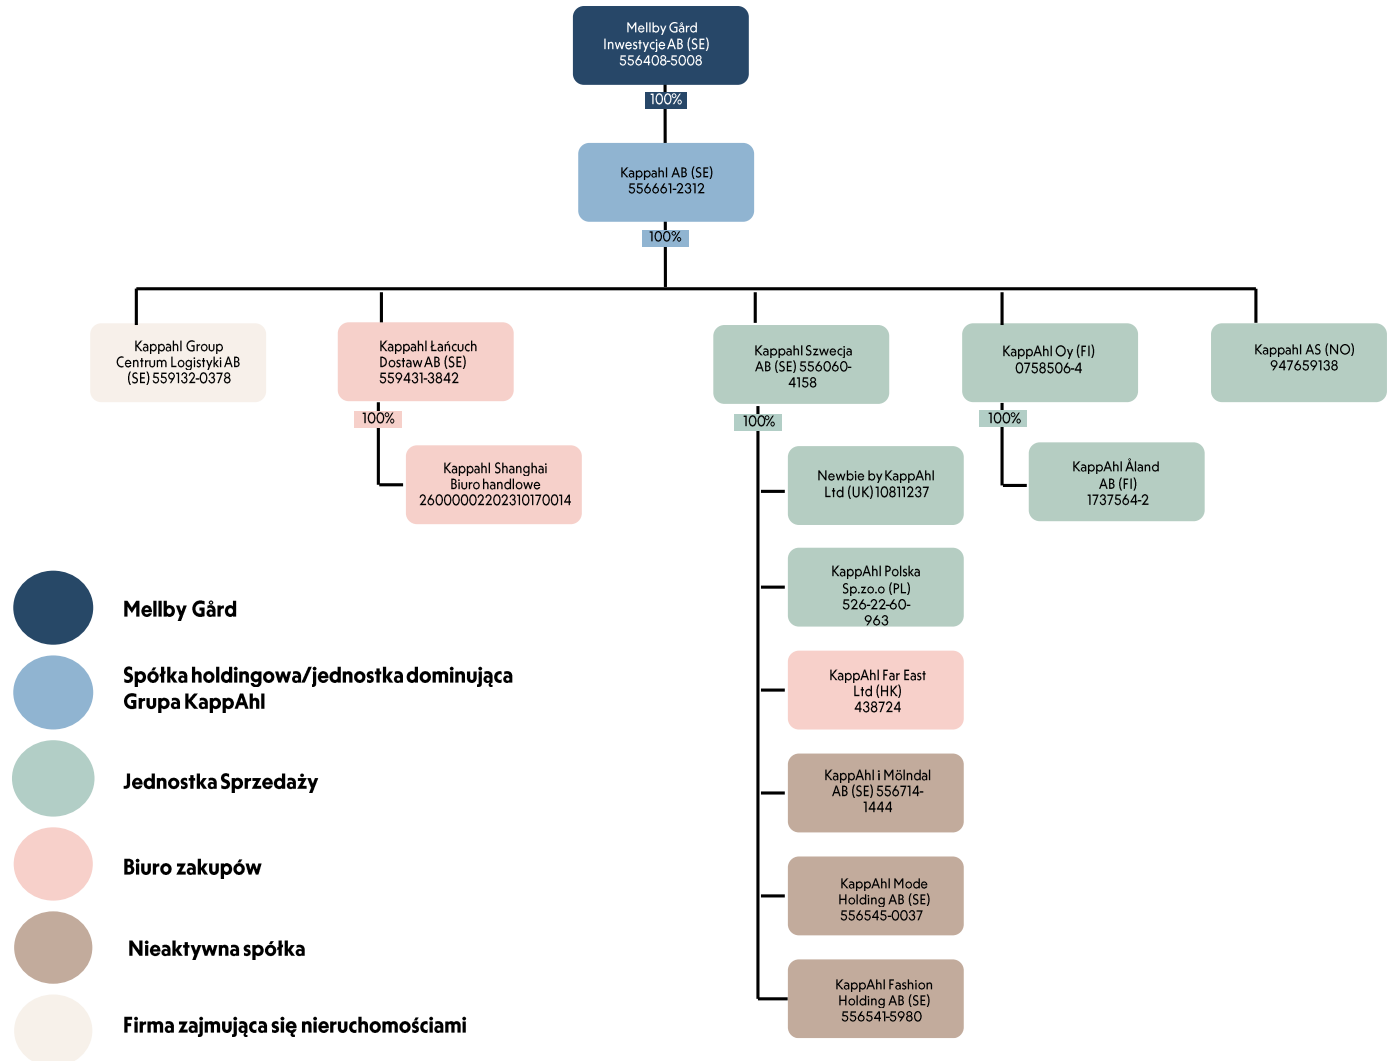 Mellby Gård
Inwestycje AB (SE)
556408-5008
100%
Kappahl AB (SE)
556661-2312
100%
Kappahl Group
Centrum Logistyki AB
(SE) 559132-0378
Kappahl Łańcuch
Dostaw AB (SE)
559431-3842
Kappahl Szwecja
AB (SE) 556060-
4158
KappAhl Oy (FI)
0758506-4
Kappahl AS (NO)
947659138
100%
100%
100%
Kappahl Shanghai
Biuro handlowe
26000002202310170014
Newbie by KappAhl
Ltd (UK) 10811237
KappAhl Åland
AB (FI)
1737564-2
KappAhl Polska
Sp.zo.o (PL)
526-22-60-
963
KappAhl Far East
Ltd (HK)
438724
KappAhl i Mölndal
AB (SE) 556714-
1444
KappAhl Mode
Holding AB (SE)
556545-0037
KappAhl Fashion
Holding AB (SE)
556541-5980
Mellby Gård
Spółka holdingowa/jednostka dominująca
Grupa KappAhl
Jednostka Sprzedaży
Biuro zakupów
Nieaktywna spółka
Firma zajmująca się nieruchomościami